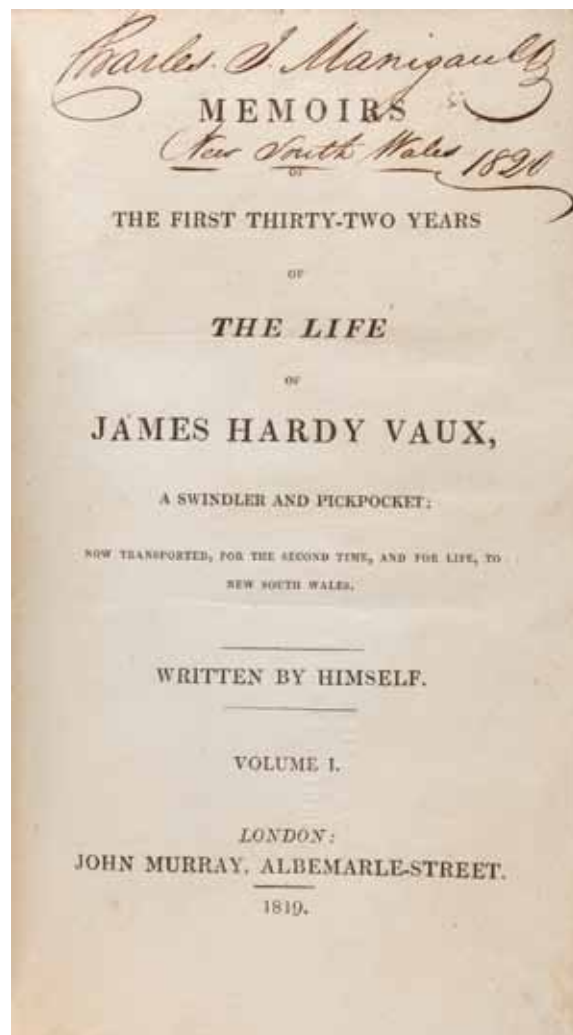 Charles. I. Manigault
MEMOIRS
New South Wales 1820
OF
THE FIRST THIRTY-TWO YEARS
OF
THE LIFE
OF
JAMES HARDY VAUX,
A SWINDLER AND PICKPOCKET;
NOW TRANSPORTED, FOR THE SECOND TIME, AND FOR LIFE, TO
NEW SOUTH WALES.
WRITTEN BY HIMSELF.
VOLUME I.
LONDON:
JOHN MURRAY, ALBEMARLE-STREET.
1819.